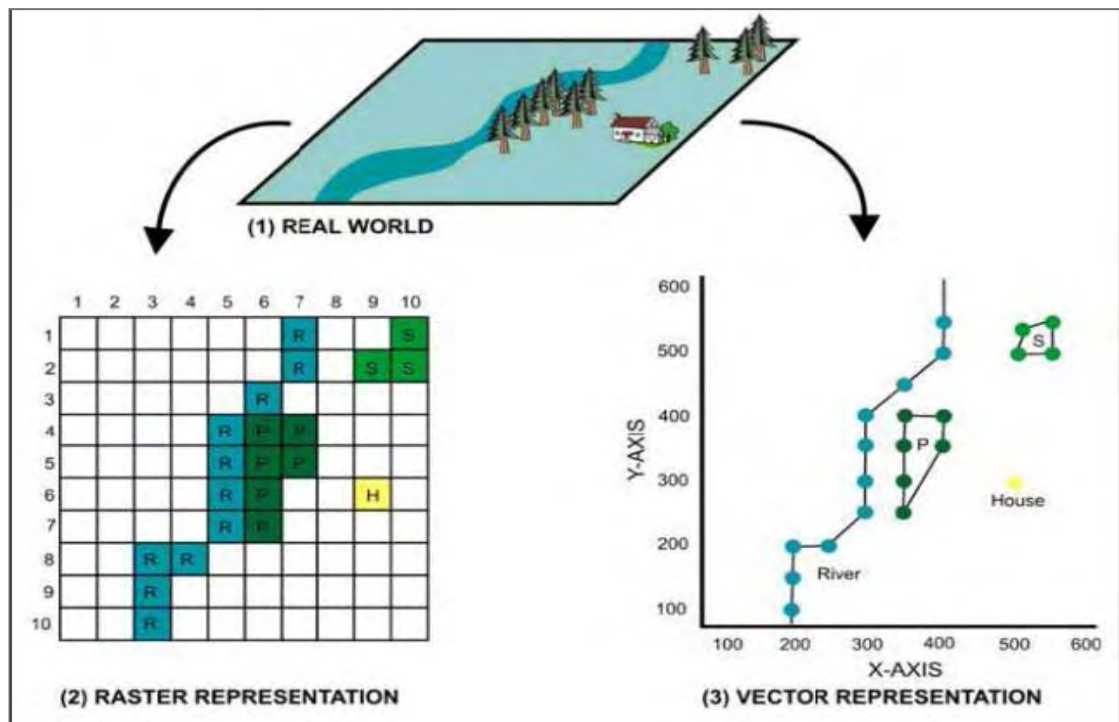 (1) REAL WORLD
1 2 3 4 5 6 7 8 9 10
1 R S
2 R S S
3 R
4 R P P
5 R P P
6 R P H
7 R P
8 R R
9 R
10 R
(2) RASTER REPRESENTATION
600
500 S
400
P
300
House
200
River
100
Y-AXIS
100 200 300 400 500 600
X-AXIS
(3) VECTOR REPRESENTATION